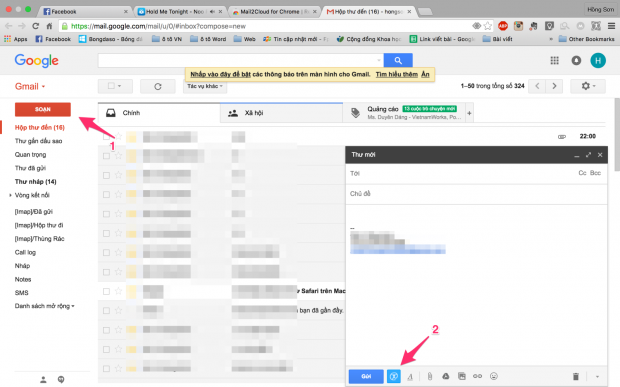 Facebook
Hold Me Tonight - Noo
Mail2Cloud for Chrome | F
Hộp thư đến (16) - hongso
Hồng Sơn
https://mail.google.com/mail/u/0/#inbox?compose=new
Apps
Facebook
Bongdaso - Bóng đá
ô tô VN
ô tô Word
Wiki
Tin cập nhật mới - F
Cộng đồng Khoa học
Link viết bài - Google
Bài viết
Other Bookmarks
Google
H
Nhấp vào đây để bật các thông báo trên màn hình cho Gmail. Tìm hiểu thêm Ẩn
Gmail
Tác vụ khác
1–50 trong tổng số 324
SOẠN
Chính
Xã hội
Quảng cáo
13 cuộc trò chuyện mới
Ms. Duyên Dáng - VietnamWorks, Po...
1
Hộp thư đến (16)
22:00
Thư gắn dấu sao
Quan trọng
Thư đã gửi
Thư nháp (14)
Vòng kết nối
[Imap]/Đã gửi
[Imap]/Hộp thư đi
[Imap]/Thùng Rác
Call log
Nháp
Notes
SMS
Danh sách mở rộng
Thư mới
Tới
Cc Bcc
Chủ đề
--
ừ Safari trên Mac
bạn đã gần đầy.
2
Gửi